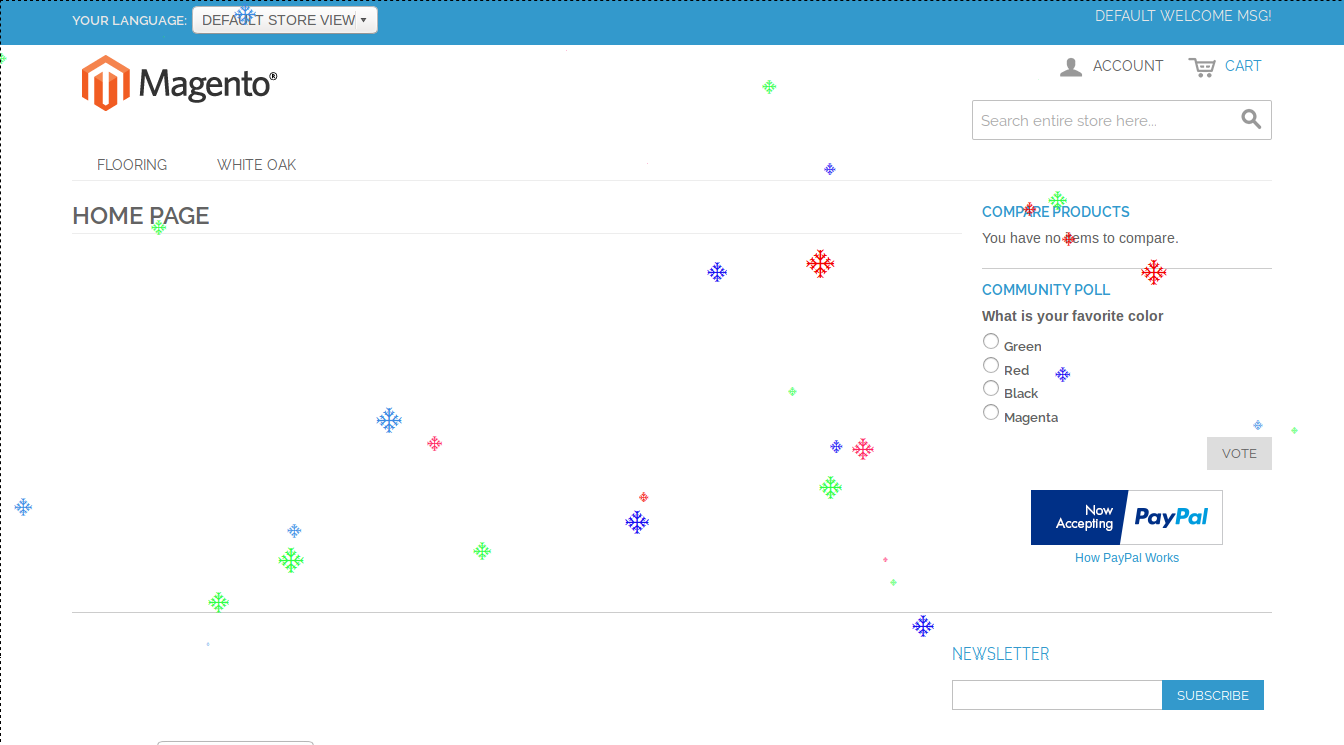 YOUR LANGUAGE: DEFAULT STORE VIEW
DEFAULT WELCOME MSG!
Magento®
ACCOUNT
CART
Search entire store here...
FLOORING
WHITE OAK
HOME PAGE
COMPARE PRODUCTS
You have no items to compare.
COMMUNITY POLL
What is your favorite color
Green
Red
Black
Magenta
VOTE
Now
Accepting
PayPal
How PayPal Works
NEWSLETTER
SUBSCRIBE